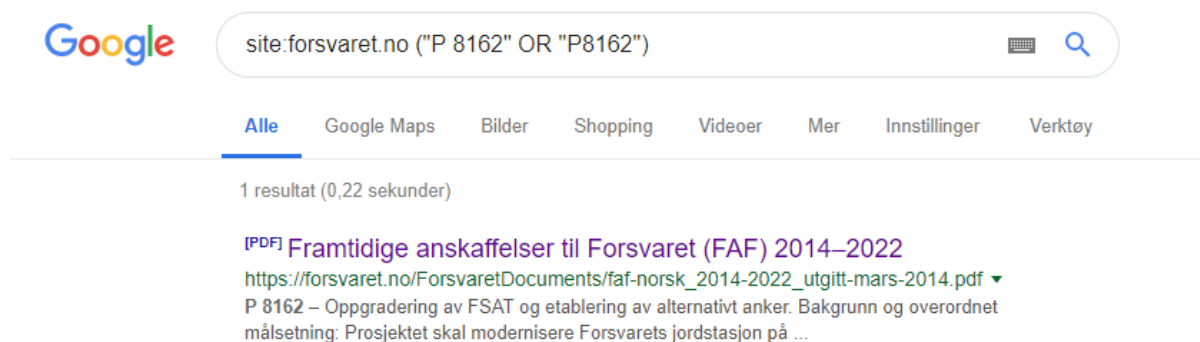 Google
site:forsvaret.no ("P 8162" OR "P8162")
Alle Google Maps Bilder Shopping Videoer Mer Innstillinger Verktøy
1 resultat (0,22 sekunder)
[PDF] Framtidige anskaffelser til Forsvaret (FAF) 2014–2022
https://forsvaret.no/ForsvaretDocuments/faf-norsk_2014-2022_utgitt-mars-2014.pdf
P 8162 – Oppgradering av FSAT og etablering av alternativt anker. Bakgrunn og overordnet
målsetning: Prosjektet skal modernisere Forsvarets jordstasjon på ...